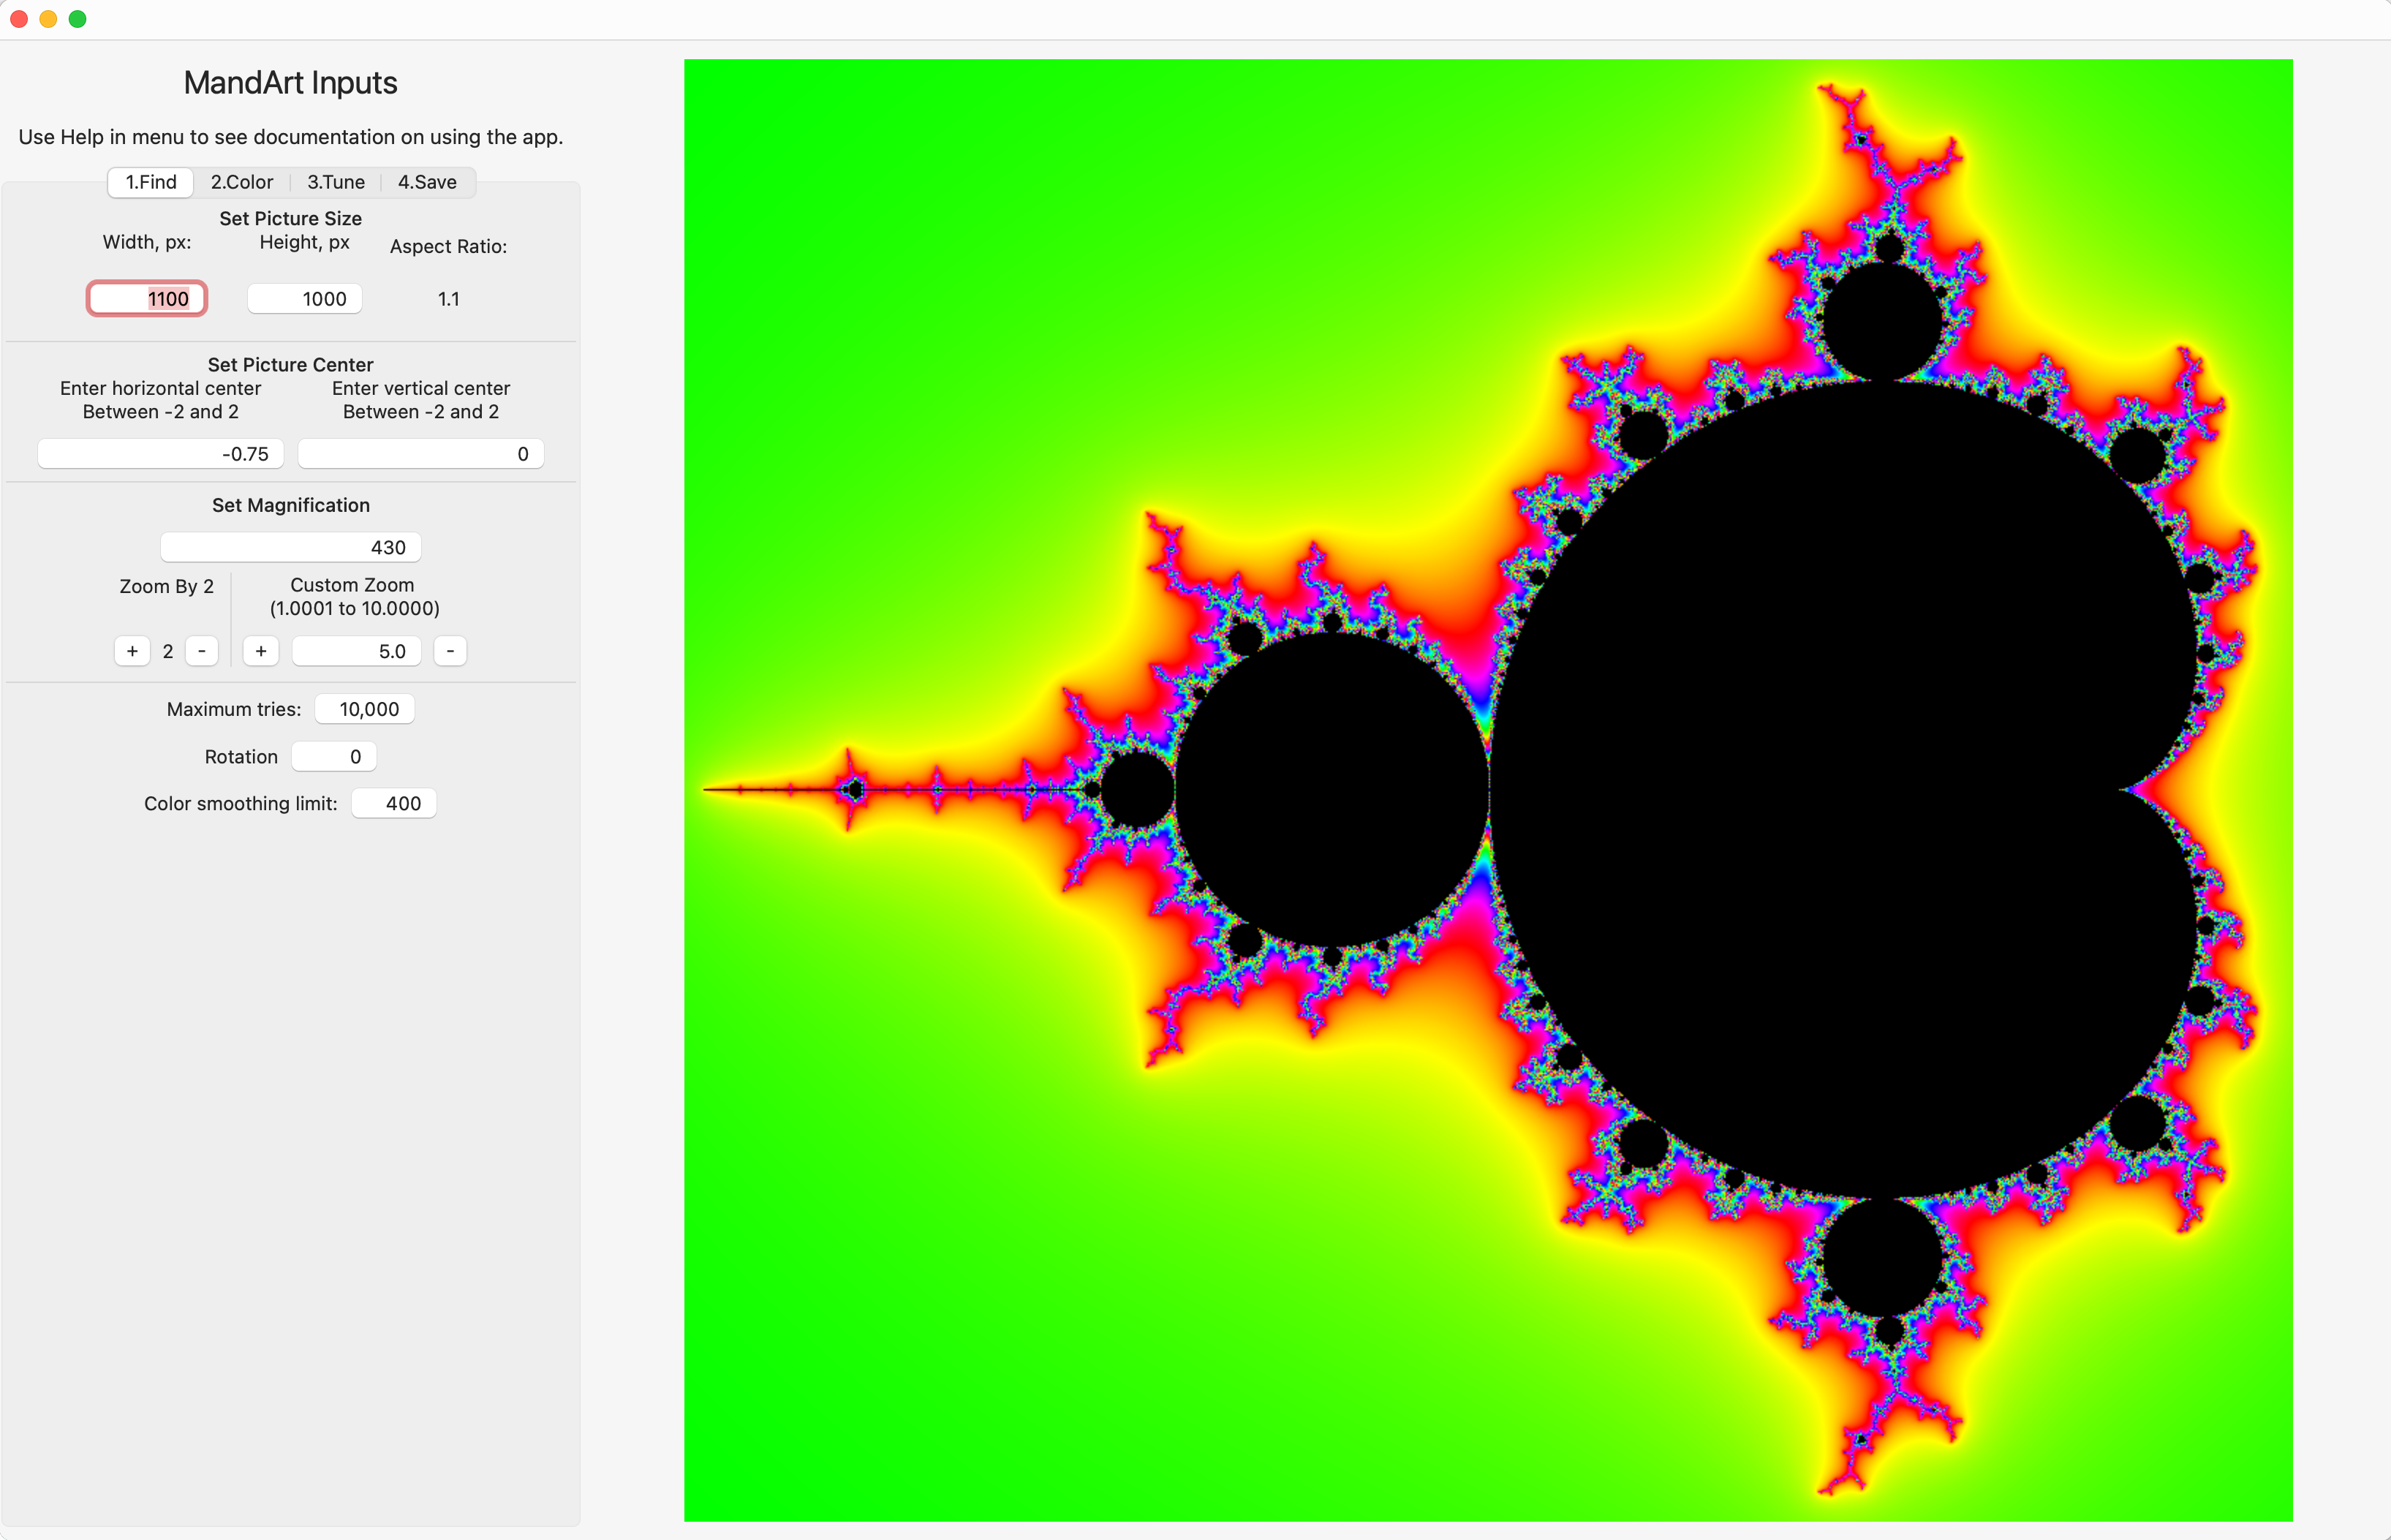 MandArt Inputs
Use Help in menu to see documentation on using the app.
1.Find 2.Color 3.Tune 4.Save
Set Picture Size
Width, px: Height, px Aspect Ratio:
1100 1000 1.1
Set Picture Center
Enter horizontal center Enter vertical center
Between -2 and 2 Between -2 and 2
-0.75 0
Set Magnification
430
Zoom By 2 Custom Zoom
(1.0001 to 10.0000)
+ 2 - + 5.0 -
Maximum tries: 10,000
Rotation 0
Color smoothing limit: 400